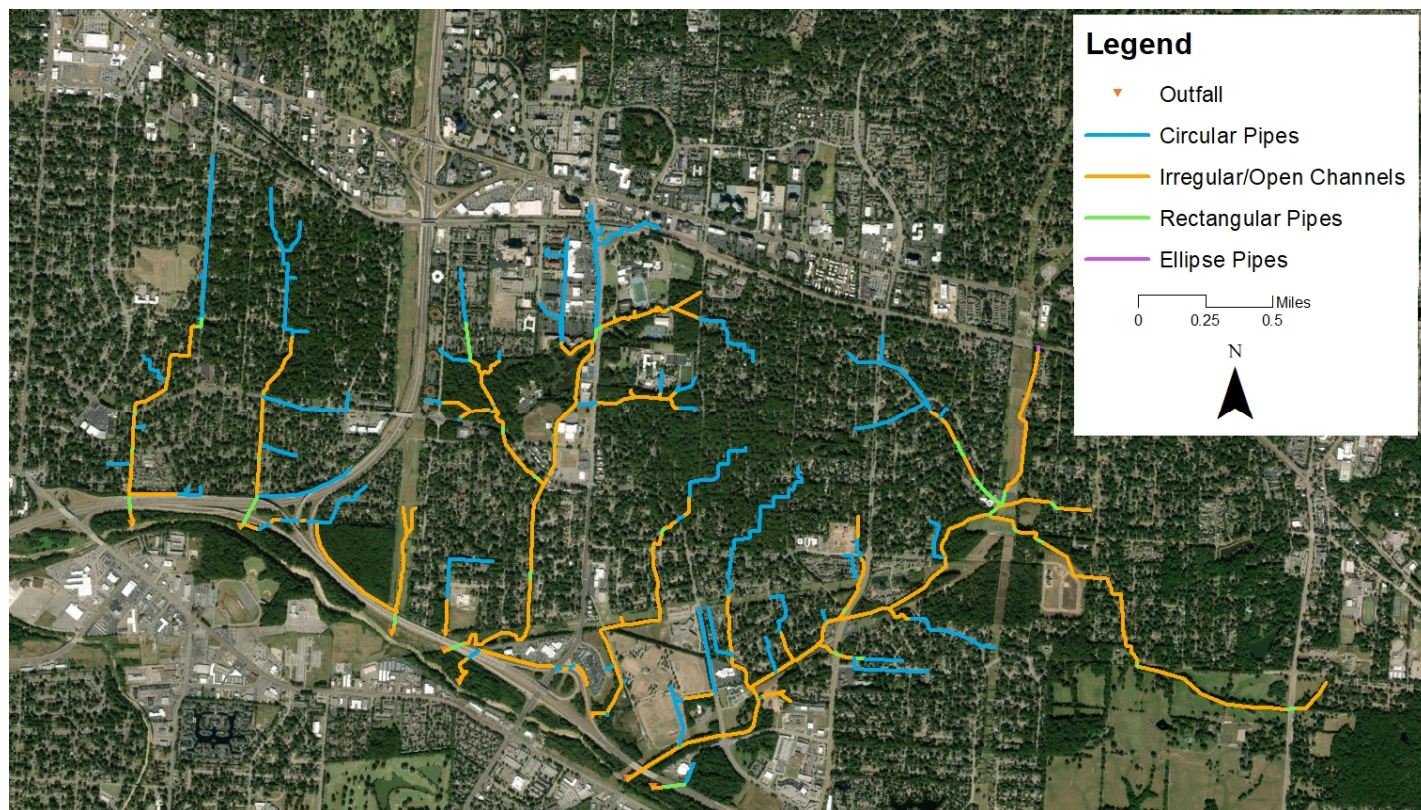 Legend
Outfall
Circular Pipes
Irregular/Open Channels
Rectangular Pipes
Ellipse Pipes
Miles
0 0.25 0.5
N